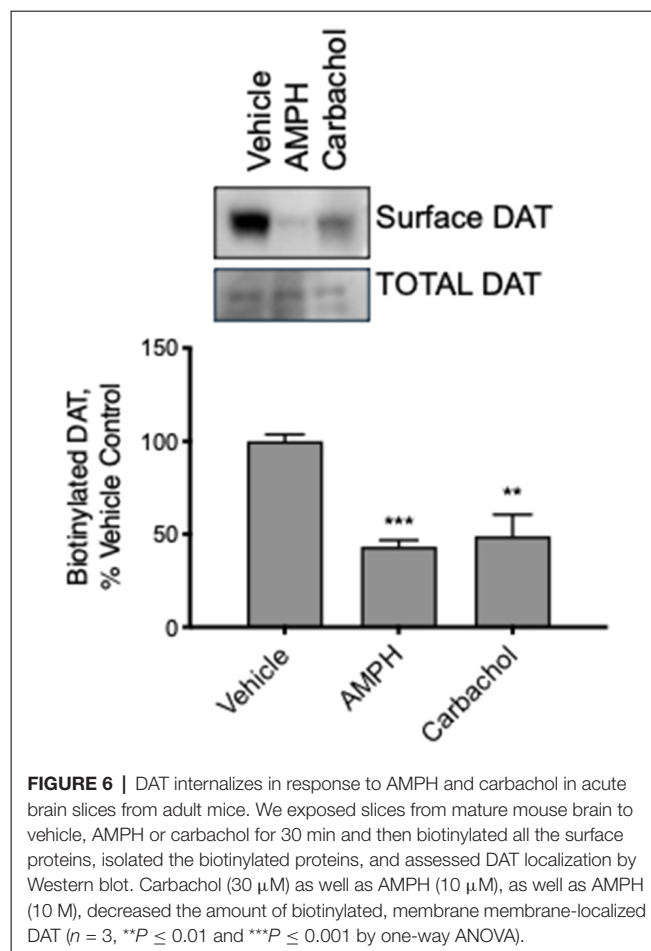 Vehicle
AMPH
Carbachol
Surface DAT
TOTAL DAT
Biotinylated DAT,
% Vehicle Control
150
100
50
0
***
**
Vehicle
AMPH
Carbachol
FIGURE 6 | DAT internalizes in response to AMPH and carbachol in acute
brain slices from adult mice. We exposed slices from mature mouse brain to
vehicle, AMPH or carbachol for 30 min and then biotinylated all the surface
proteins, isolated the biotinylated proteins, and assessed DAT localization by
Western blot. Carbachol (30 μM) as well as AMPH (10 μM), as well as AMPH
(10 M), decreased the amount of biotinylated, membrane membrane-localized
DAT (n = 3, **P ≤ 0.01 and ***P ≤ 0.001 by one-way ANOVA).